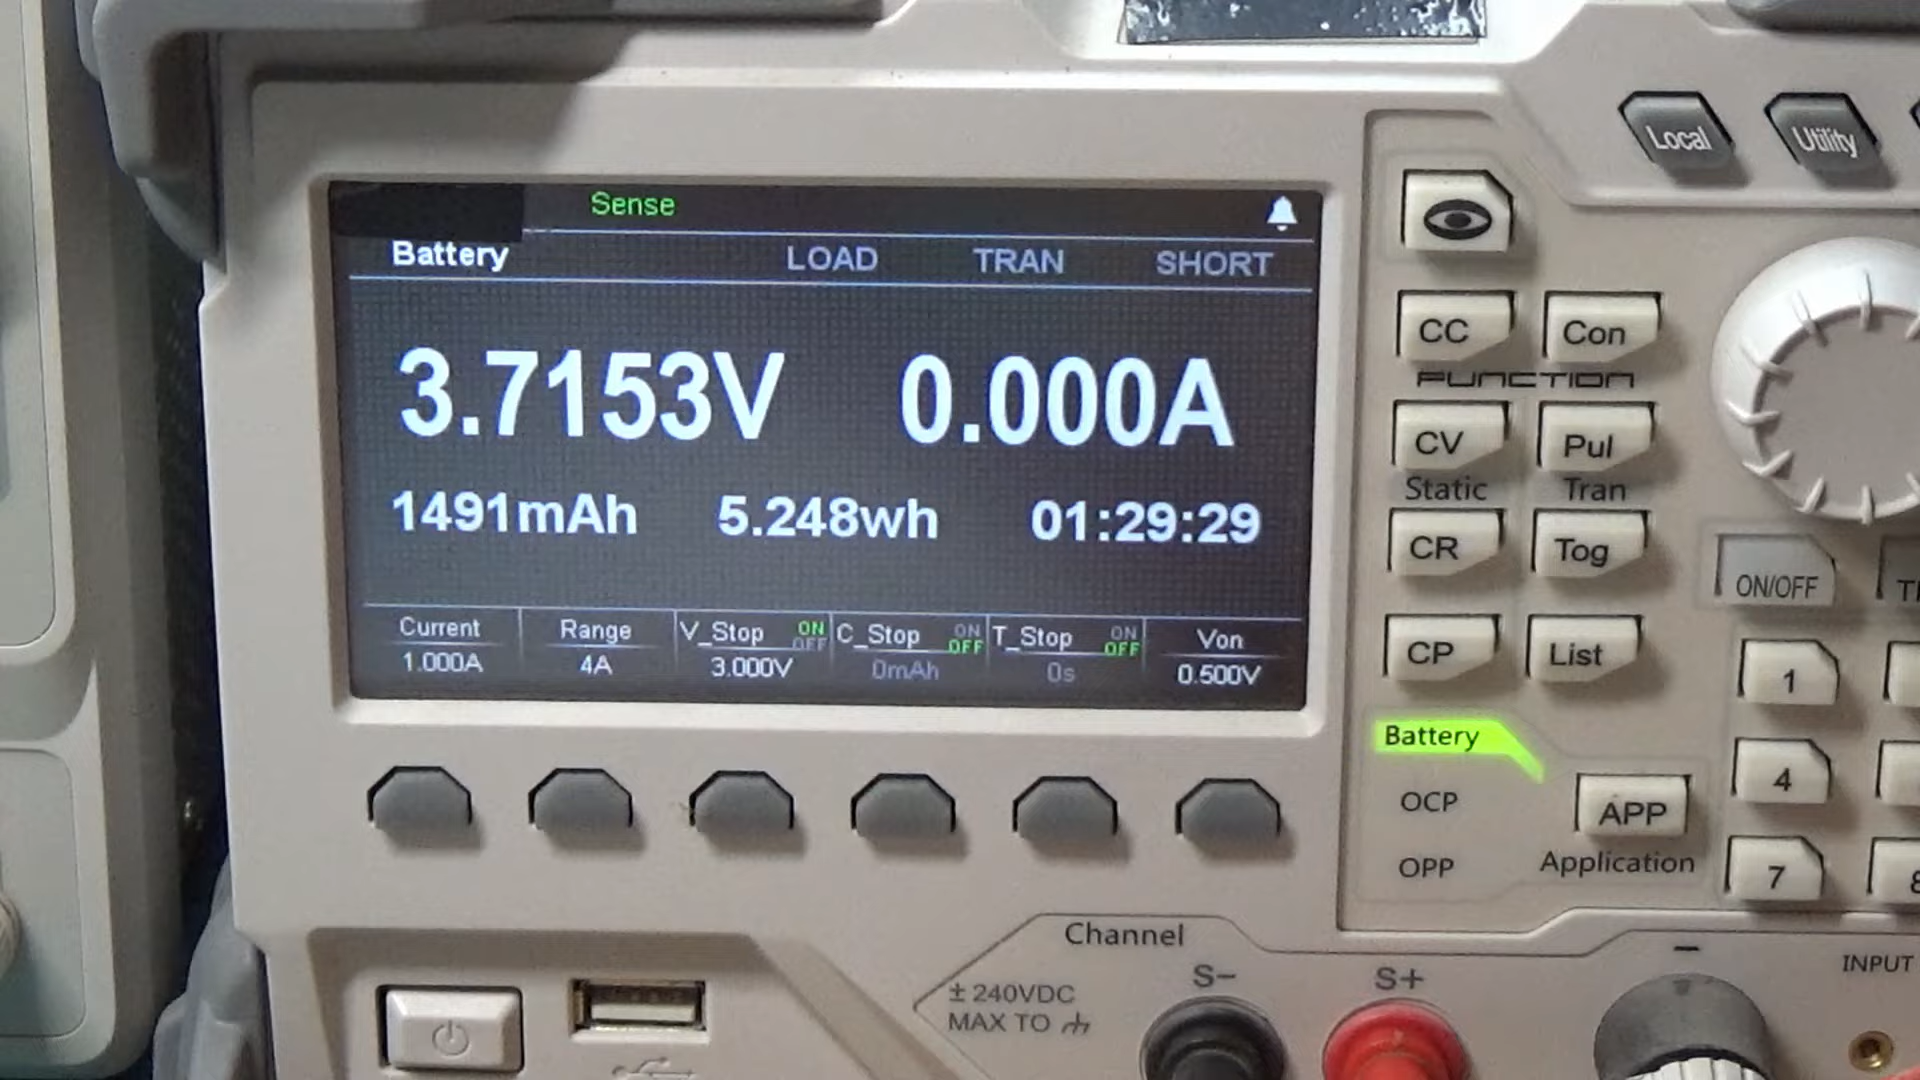 Local Utility
Sense
Battery LOAD TRAN SHORT
3.7153V 0.000A
1491mAh 5.248wh 01:29:29
Current Range V_Stop ON OFF C_Stop ON OFF T_Stop ON OFF Von
1.000A 4A 3.000V 0mAh 0s 0.500V
CC Con
FUNCTION
CV Pul
Static Tran
CR Tog
ON/OFF
CP List
1
Battery
4
OCP APP
OPP Application
7
Channel
S- S+
± 240VDC
MAX TO
− INPUT